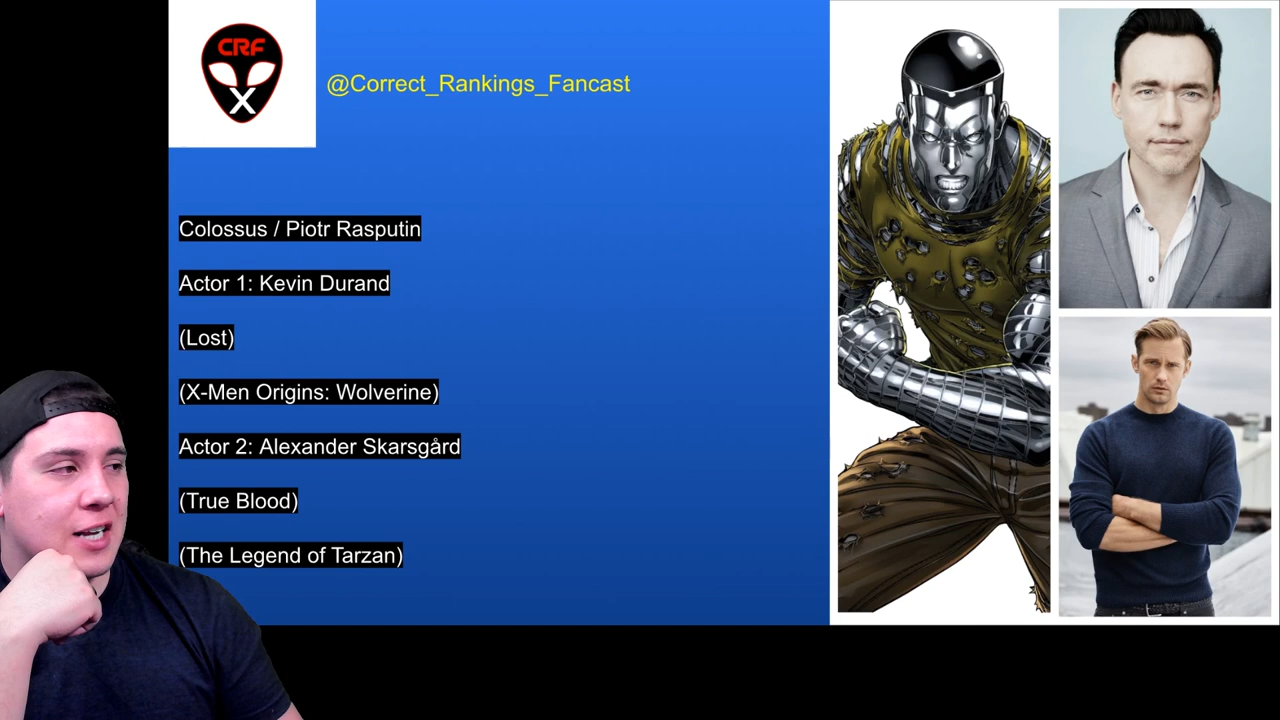 CRF
X
@Correct_Rankings_Fancast
Colossus / Piotr Rasputin
Actor 1: Kevin Durand
(Lost)
(X-Men Origins: Wolverine)
Actor 2: Alexander Skarsgård
(True Blood)
(The Legend of Tarzan)